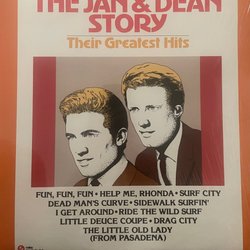 THE JAN & DEAN
STORY
Their Greatest Hits
FUN, FUN, FUN • HELP ME, RHONDA • SURF CITY
DEAD MAN'S CURVE • SIDEWALK SURFIN'
I GET AROUND • RIDE THE WILD SURF
LITTLE DEUCE COUPE • DRAG CITY
THE LITTLE OLD LADY
(FROM PASADENA)